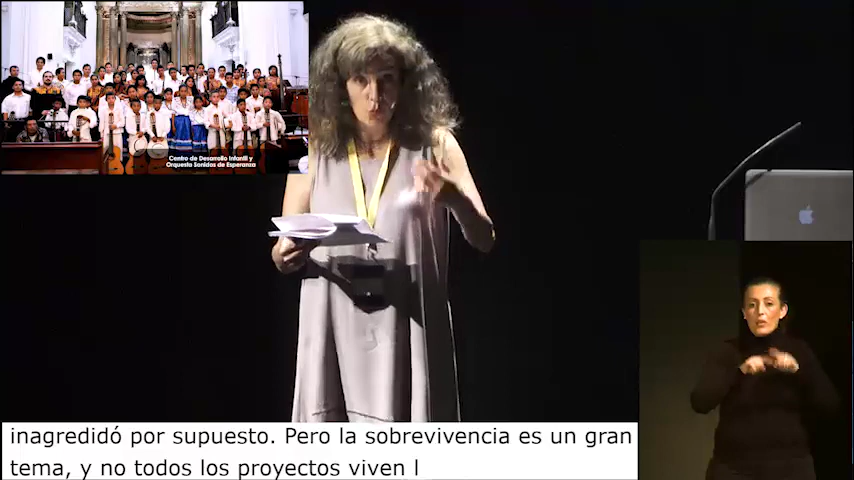 Centro de Desarrollo Infantil y
Orquesta Sonidos de Esperanza
inagredidó por supuesto. Pero la sobrevivencia es un gran
tema, y no todos los proyectos viven l